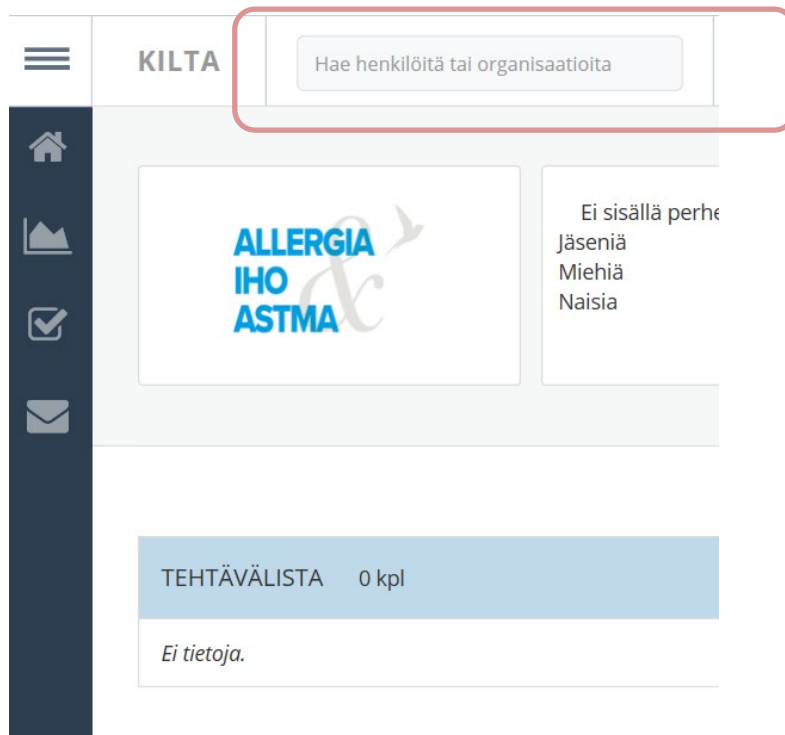 KILTA
Hae henkilöitä tai organisaatioita
ALLERGIA
IHO
ASTMA
&
Ei sisällä perhe
Jäseniä
Miehiä
Naisia
TEHTÄVÄLISTA 0 kpl
Ei tietoja.